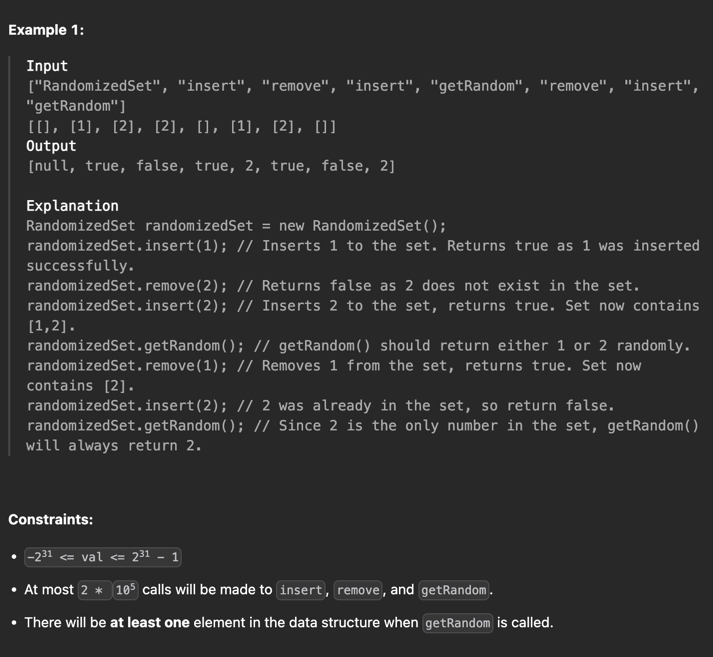 Example 1:
Input
["RandomizedSet", "insert", "remove", "insert", "getRandom", "remove", "insert",
"getRandom"]
[[], [1], [2], [2], [], [1], [2], []]
Output
[null, true, false, true, 2, true, false, 2]
Explanation
RandomizedSet randomizedSet = new RandomizedSet();
randomizedSet.insert(1); // Inserts 1 to the set. Returns true as 1 was inserted
successfully.
randomizedSet.remove(2); // Returns false as 2 does not exist in the set.
randomizedSet.insert(2); // Inserts 2 to the set, returns true. Set now contains
[1,2].
randomizedSet.getRandom(); // getRandom() should return either 1 or 2 randomly.
randomizedSet.remove(1); // Removes 1 from the set, returns true. Set now
contains [2].
randomizedSet.insert(2); // 2 was already in the set, so return false.
randomizedSet.getRandom(); // Since 2 is the only number in the set, getRandom()
will always return 2.
Constraints:
• -2³¹ <= val <= 2³¹ - 1
• At most 2 * 10⁵ calls will be made to insert, remove, and getRandom.
• There will be at least one element in the data structure when getRandom is called.